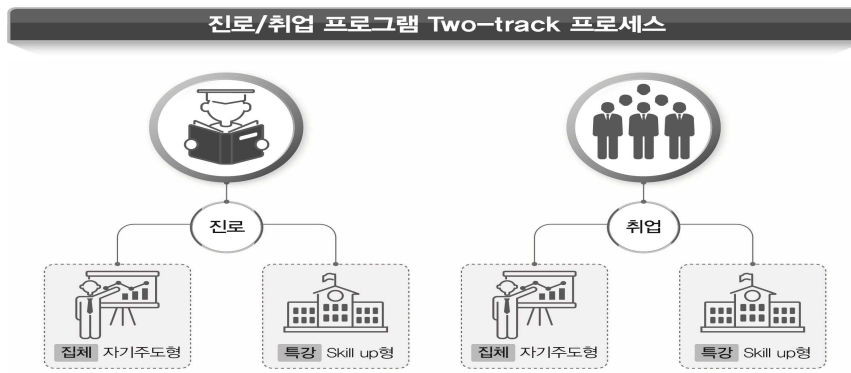 진로/취업 프로그램 Two-track 프로세스
진로
취업
집체 자기주도형
특강 Skill up형
집체 자기주도형
특강 Skill up형